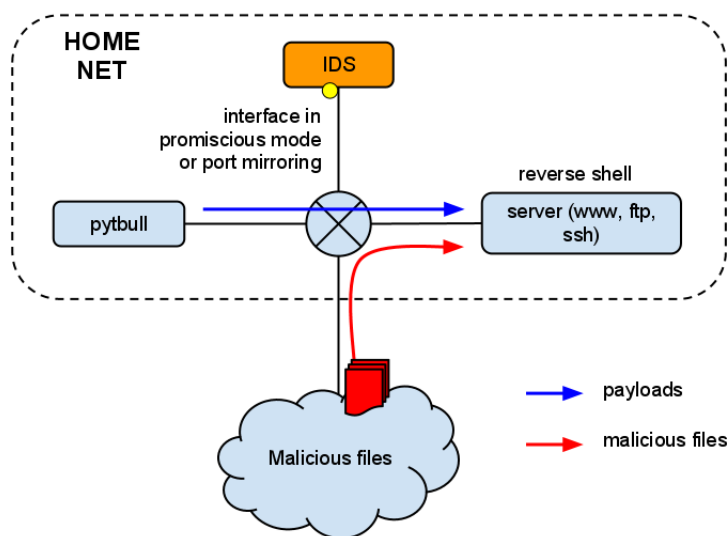 HOME
NET
IDS
interface in
promiscious mode
or port mirroring
reverse shell
pytbull
server (www, ftp,
ssh)
payloads
malicious files
Malicious files